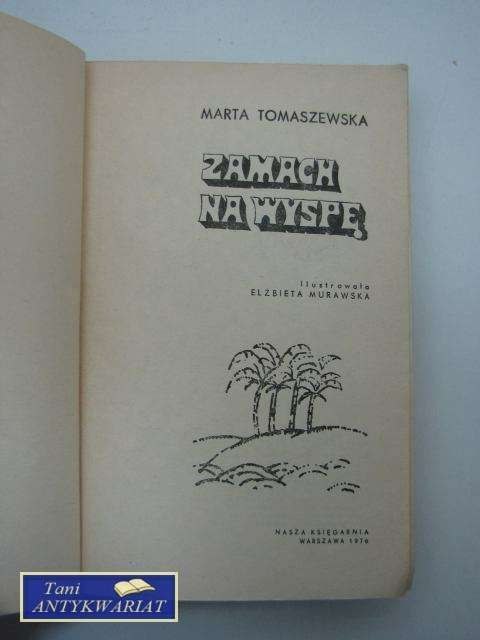 MARTA TOMASZEWSKA
ZAMACH
NA WYSPĘ
Ilustrowała
ELŻBIETA MURAWSKA
NASZA KSIĘGARNIA
WARSZAWA 1976
Tani
ANTYKWARIAT